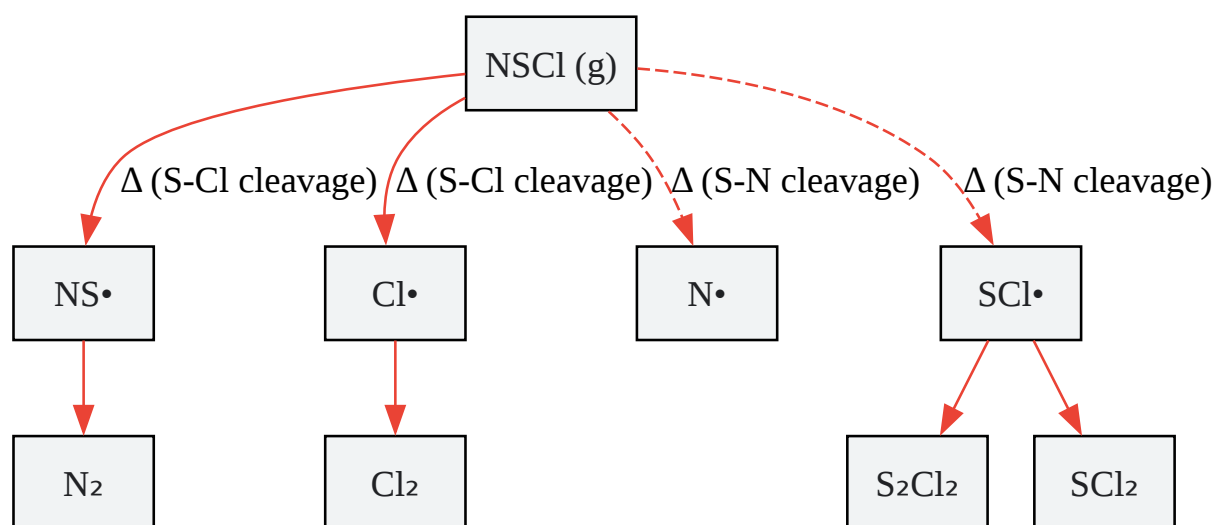 NSCl (g)
Δ (S-Cl cleavage)
Δ (S-Cl cleavage)
Δ (S-N cleavage)
Δ (S-N cleavage)
NS•
Cl•
N•
SCl•
N₂
Cl₂
S₂Cl₂
SCl₂